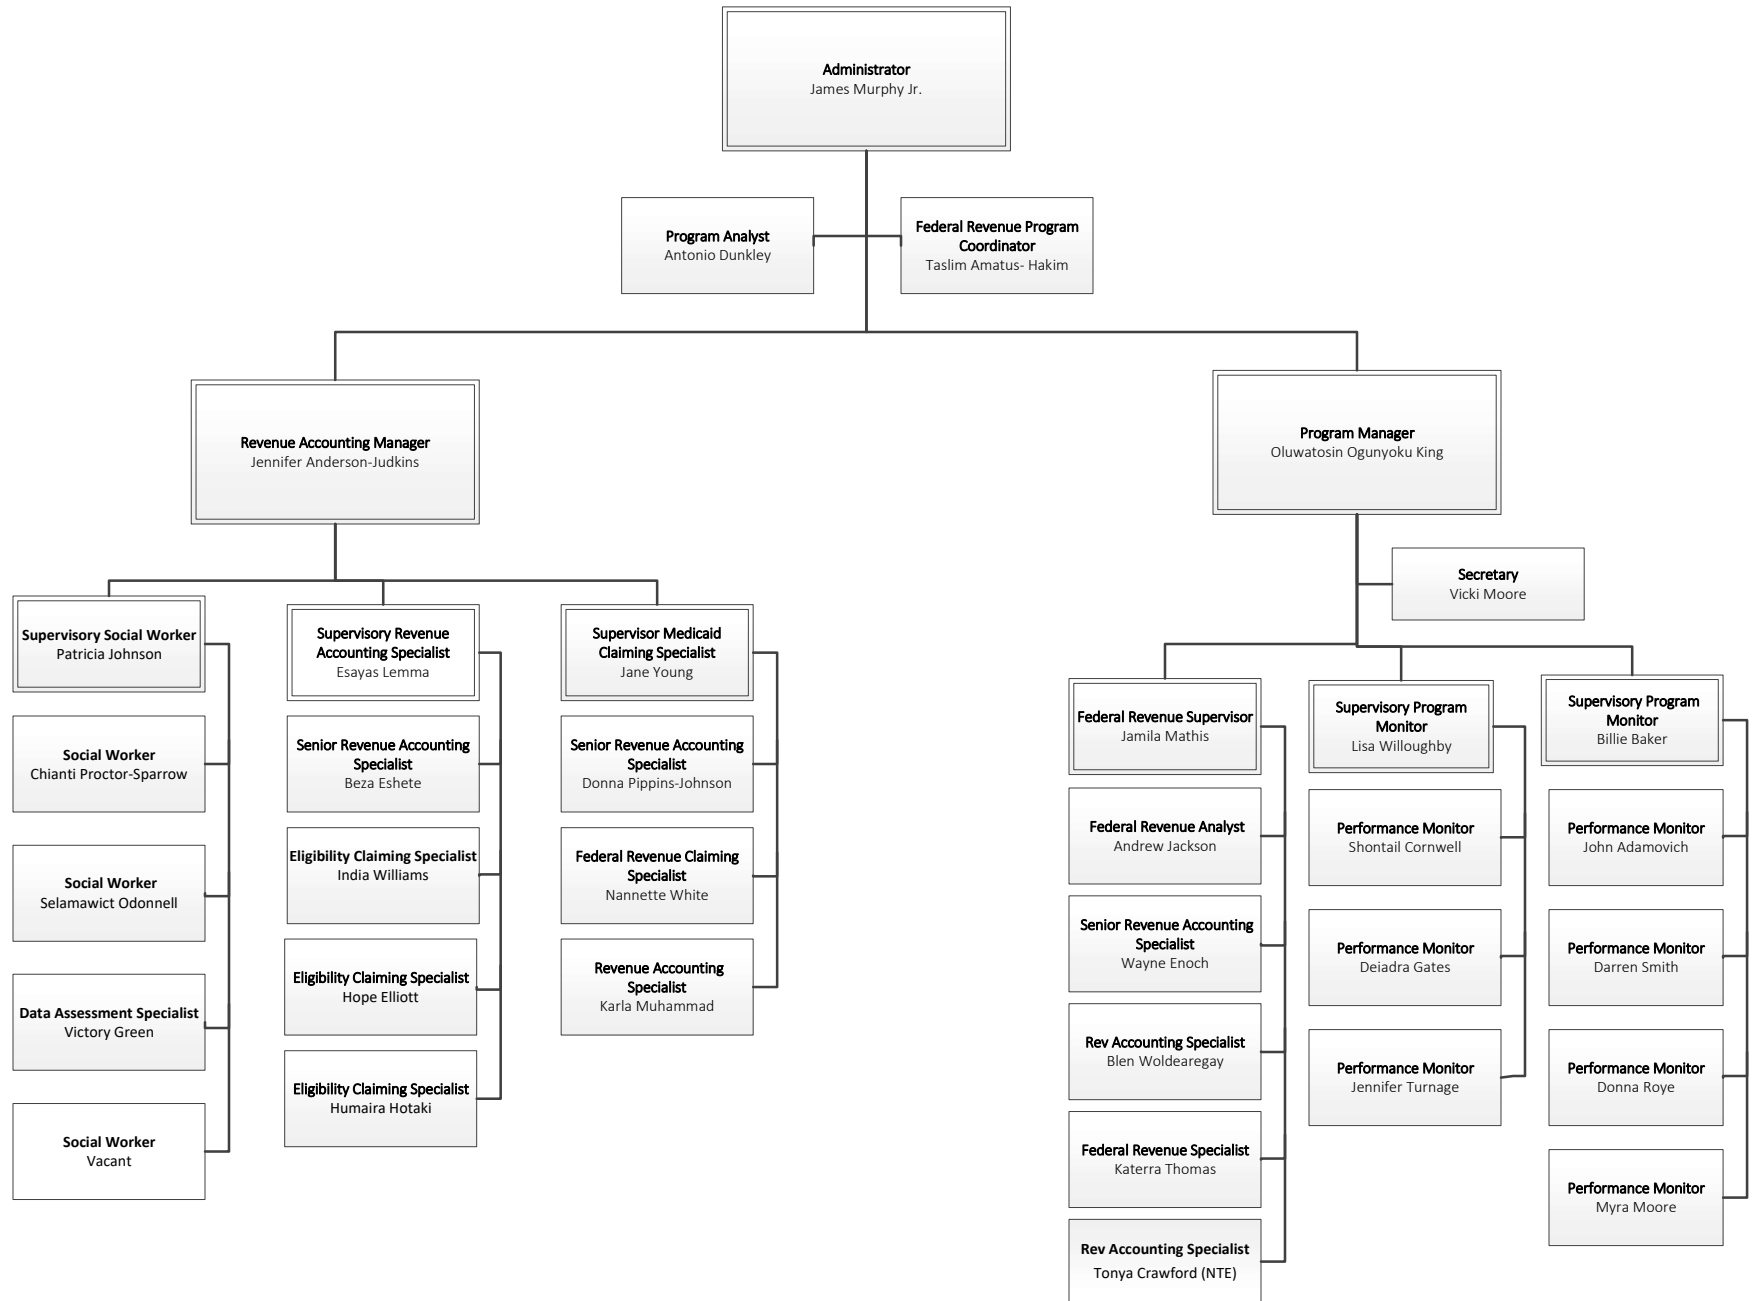 Administrator
James Murphy Jr.
Program Analyst
Antonio Dunkley
Federal Revenue Program
Coordinator
Taslim Amatus- Hakim
Revenue Accounting Manager
Jennifer Anderson-Judkins
Program Manager
Oluwatosin Ogunyoku King
Secretary
Vicki Moore
Supervisory Social Worker
Patricia Johnson
Social Worker
Chianti Proctor-Sparrow
Social Worker
Selamawict Odonnell
Data Assessment Specialist
Victory Green
Social Worker
Vacant
Supervisory Revenue
Accounting Specialist
Esayas Lemma
Senior Revenue Accounting
Specialist
Beza Eshete
Eligibility Claiming Specialist
India Williams
Eligibility Claiming Specialist
Hope Elliott
Eligibility Claiming Specialist
Humaira Hotaki
Supervisor Medicaid
Claiming Specialist
Jane Young
Senior Revenue Accounting
Specialist
Donna Pippins-Johnson
Federal Revenue Claiming
Specialist
Nannette White
Revenue Accounting
Specialist
Karla Muhammad
Federal Revenue Supervisor
Jamila Mathis
Federal Revenue Analyst
Andrew Jackson
Senior Revenue Accounting
Specialist
Wayne Enoch
Rev Accounting Specialist
Blen Woldearegay
Federal Revenue Specialist
Katerra Thomas
Rev Accounting Specialist
Tonya Crawford (NTE)
Supervisory Program
Monitor
Lisa Willoughby
Performance Monitor
Shontail Cornwell
Performance Monitor
Deiadra Gates
Performance Monitor
Jennifer Turnage
Supervisory Program
Monitor
Billie Baker
Performance Monitor
John Adamovich
Performance Monitor
Darren Smith
Performance Monitor
Donna Roye
Performance Monitor
Myra Moore